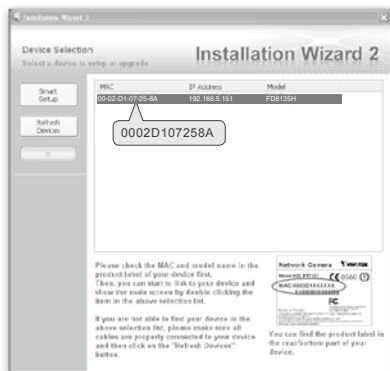 Installation Wizard 2
Device Selection
Select a device to setup or upgrade
Installation Wizard 2
Smart Setup
Refresh Devices
MAC IP Address Model
00-02-D1-07-25-8A 192.168.5.151 FD8135H
0002D107258A
Please check the MAC and model name in the
product label of your device first.
Then, you can start to link to your device and
show the main screen by double clicking the
item in the above selection list.
If you are not able to find your device in the
above selection list, please make sure all
cables are properly connected to your device
and then click on the "Refresh Devices"
button.
Network Camera VIVOTEK
0560
FC
You can find the product label in
the rear/bottom part of your
device.